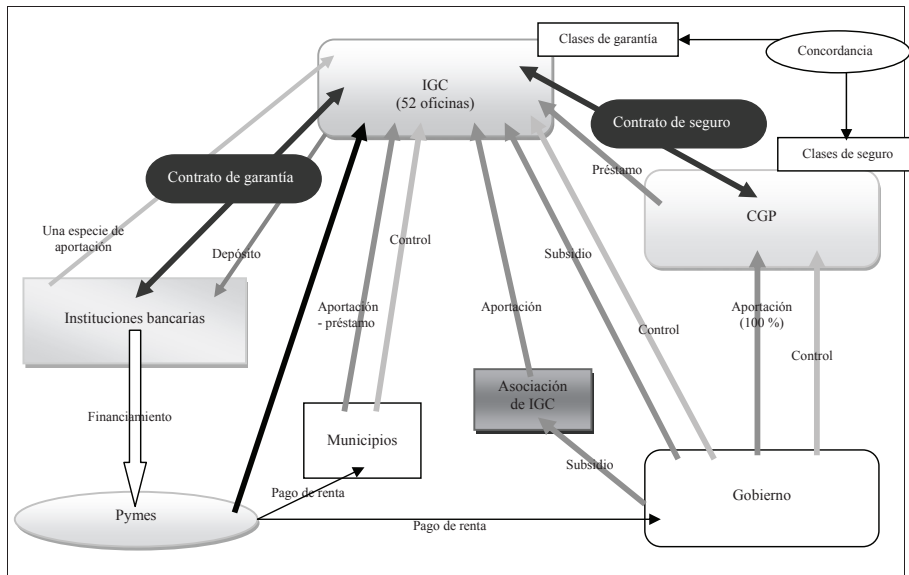 Clases de garantía
Concordancia
IGC
(52 oficinas)
Contrato de seguro
Clases de seguro
Contrato de garantía
Préstamo
CGP
Una especie de
aportación
Control
Depósito
Subsidio
Instituciones bancarias
Aportación
- préstamo
Aportación
Aportación
(100 %)
Control
Control
Asociación
de IGC
Financiamiento
Municipios
Subsidio
Pago de renta
Gobierno
Pymes
Pago de renta